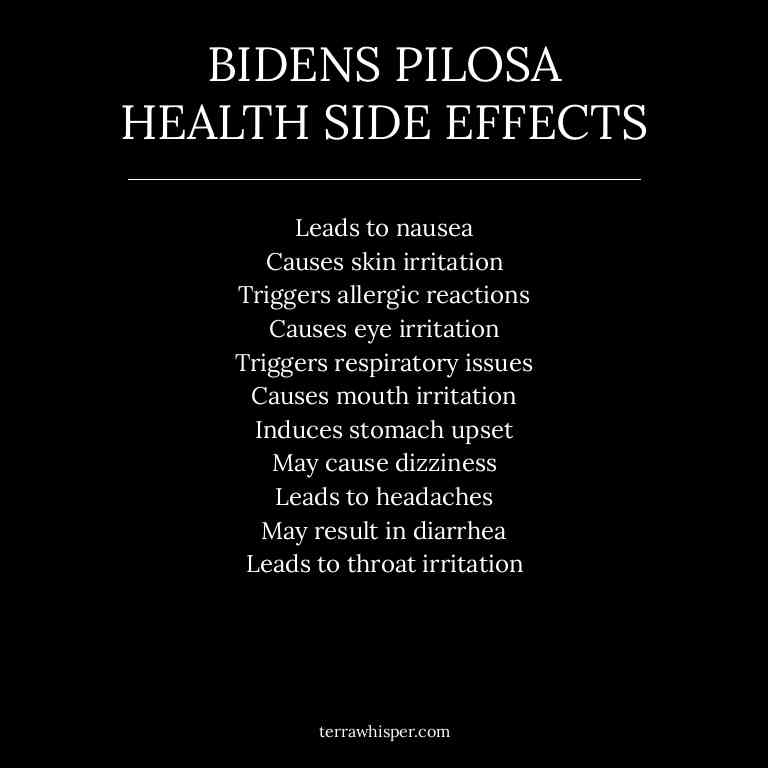 BIDENS PILOSA
HEALTH SIDE EFFECTS
Leads to nausea
Causes skin irritation
Triggers allergic reactions
Causes eye irritation
Triggers respiratory issues
Causes mouth irritation
Induces stomach upset
May cause dizziness
Leads to headaches
May result in diarrhea
Leads to throat irritation
terrawhisper.com